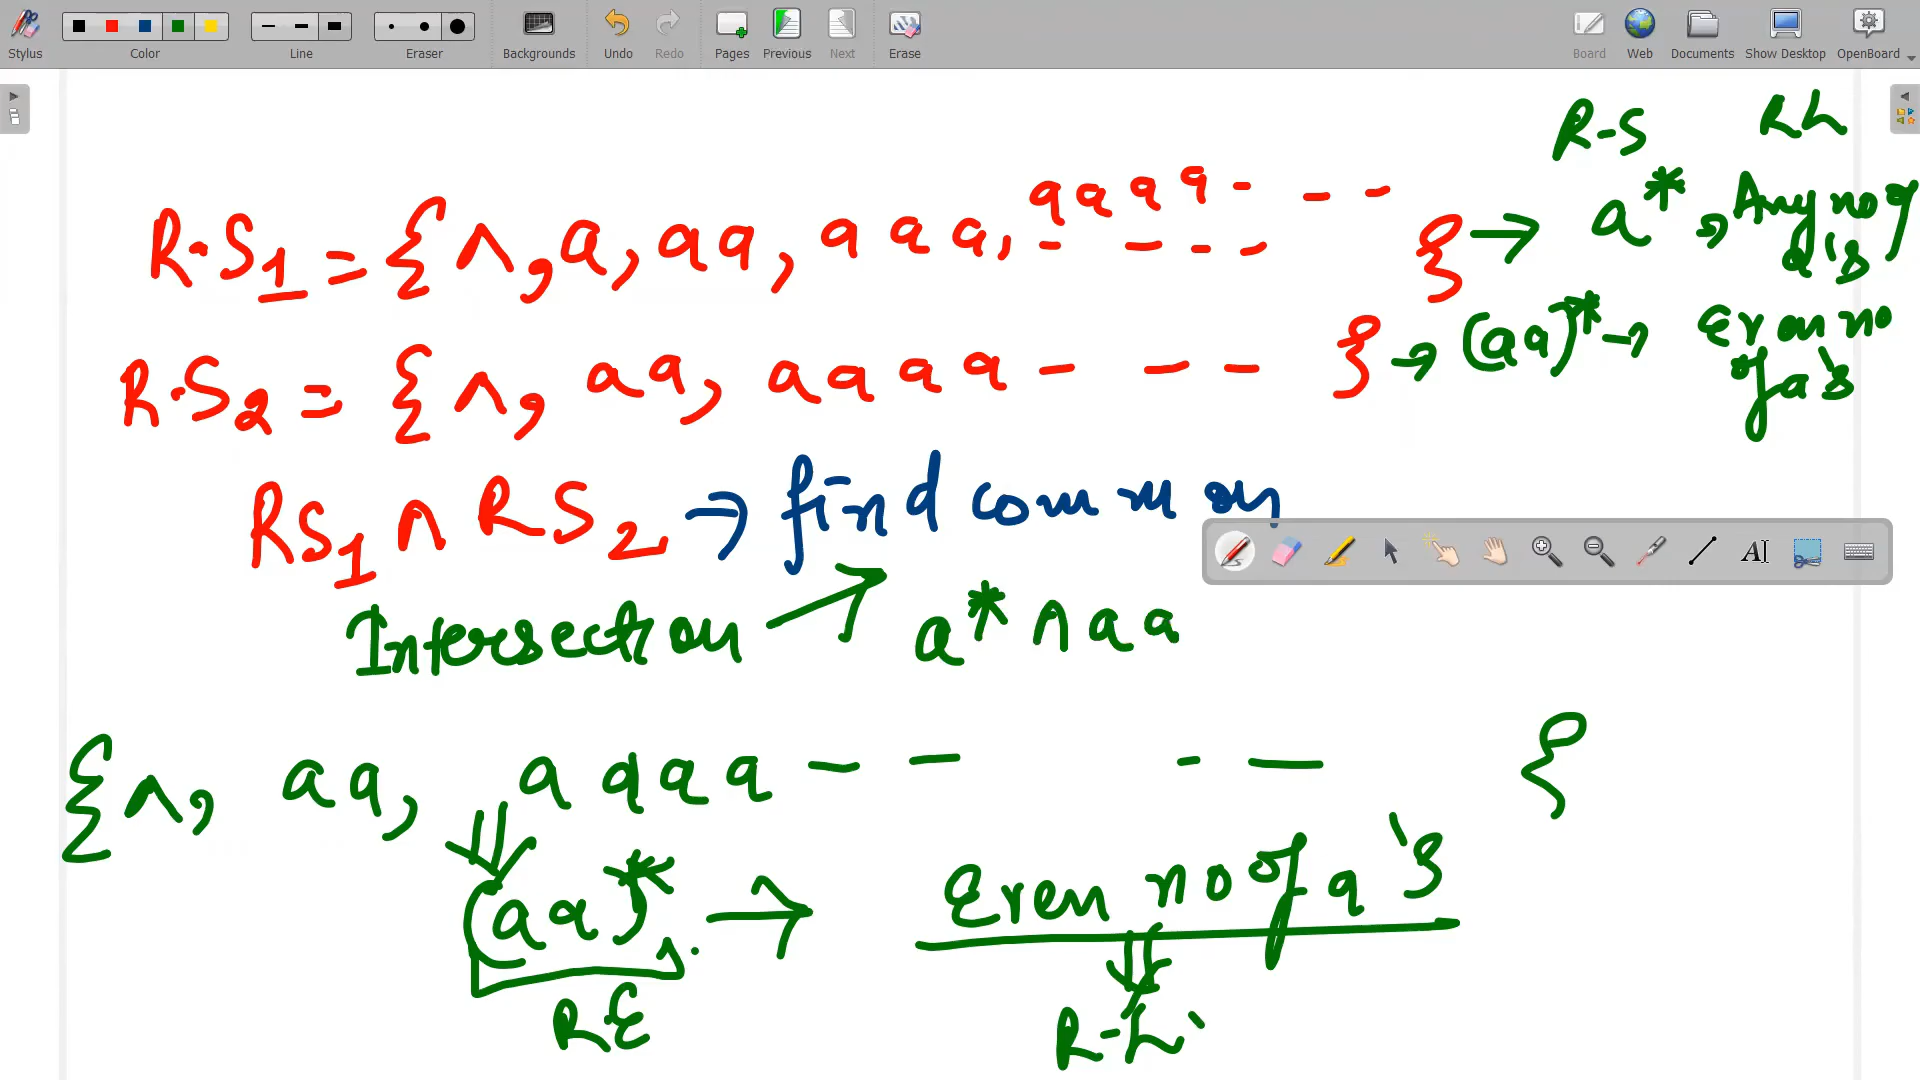 Stylus Color Line Eraser Backgrounds Undo Redo Pages Previous Next Erase Board Web Documents Show Desktop OpenBoard
R-S RL
R.S1 = {^, a, aa, aaa, aaaa - - - - - - - } → a* → Any no of a's
R.S2 = {^, aa, aaaa - - - } → (aa)* → Even no of a's
RS1 ∧ RS2 → find common
Intersection → a* ∧ aa
{^, aa, aaaa - - - - }
(aa)* → Even no of a's
RE R-L